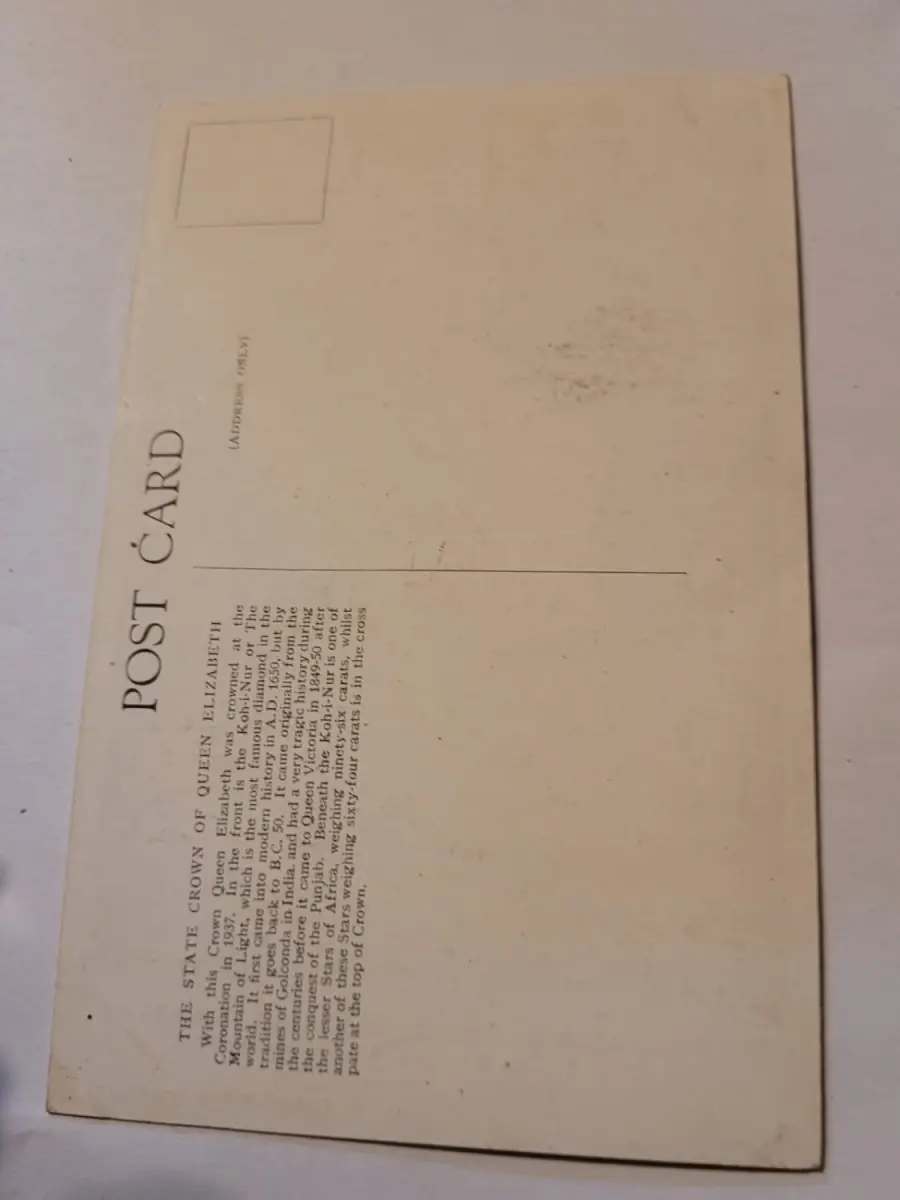 POST CARD
(ADDRESS ONLY)
THE STATE CROWN OF QUEEN ELIZABETH
With this Crown Queen Elizabeth was crowned at the
Coronation in 1937. In the front is the Koh-i-Nur or The
Mountain of Light, which is the most famous diamond in the
world. It first came into modern history in A.D. 1650, but by
tradition it goes back to B.C. 50. It came originally from the
mines of Golconda in India, and had a very tragic history during
the centuries before it came to Queen Victoria in 1849-50 after
the conquest of the Punjab. Beneath the Koh-i-Nur is one of
the lesser Stars of Africa, weighing ninety-six carats, whilst
another of these Stars weighing sixty-four carats is in the cross
pate at the top of Crown.